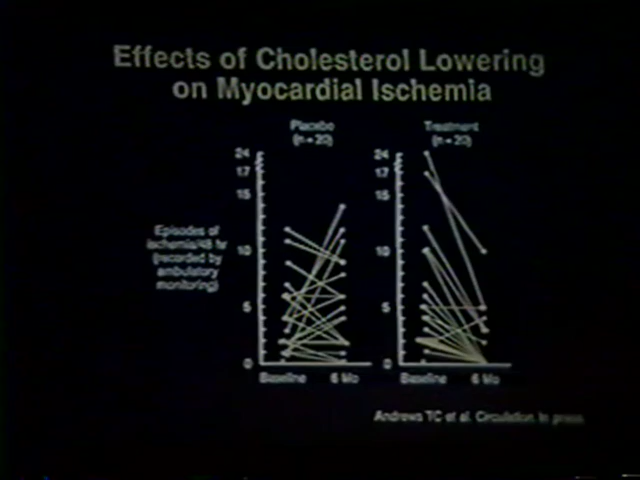 Effects of Cholesterol Lowering
on Myocardial Ischemia
Placebo
(n = 20)
Treatment
(n = 20)
Episodes of
ischemia/48 hr
(recorded by
ambulatory
monitoring)
24
17
15
10
5
0
Baseline
6 Mo
24
17
15
10
5
0
Baseline
6 Mo
Andrews TC et al. Circulation. In press.